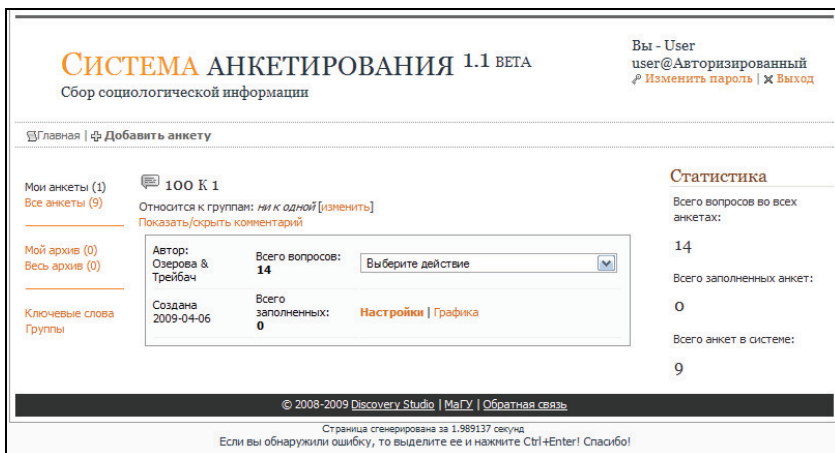 Система анкетирования 1.1 BETA
Сбор социологической информации
Вы - User
user@Авторизированный
Изменить пароль | Выход
Главная | Добавить анкету
Мои анкеты (1)
Все анкеты (9)
Мой архив (0)
Весь архив (0)
Ключевые слова
Группы
100 К 1
Относится к группам: ни к одной [изменить]
Показать/скрыть комментарий
Автор:
Озерова &
Трейбач
Всего вопросов:
14
Выберите действие
Создана
2009-04-06
Всего
заполненных:
0
Настройки | Графика
Статистика
Всего вопросов во всех
анкетах:
14
Всего заполненных анкет:
0
Всего анкет в системе:
9
© 2008-2009 Discovery Studio | МаГУ | Обратная связь
Страница сгенерирована за 1.989137 секунд
Если вы обнаружили ошибку, то выделите ее и нажмите Ctrl+Enter! Спасибо!